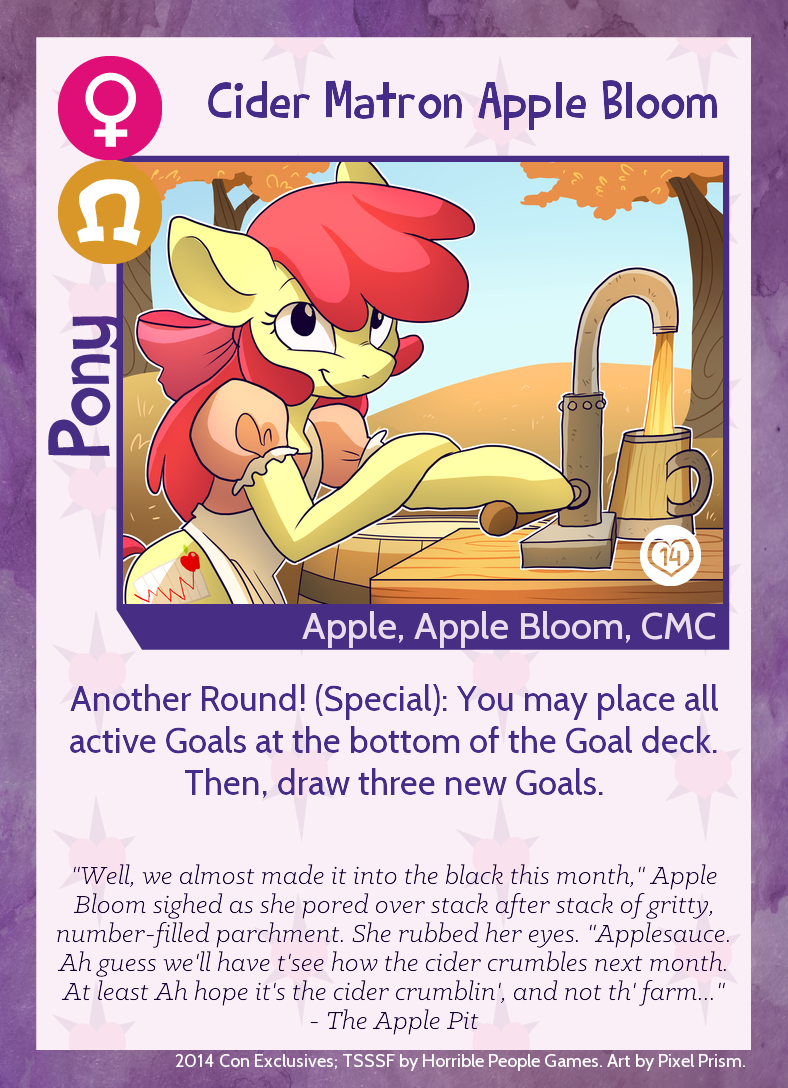 Cider Matron Apple Bloom
Pony
14
Apple, Apple Bloom, CMC
Another Round! (Special): You may place all
active Goals at the bottom of the Goal deck.
Then, draw three new Goals.
"Well, we almost made it into the black this month," Apple
Bloom sighed as she pored over stack after stack of gritty,
number-filled parchment. She rubbed her eyes. "Applesauce.
Ah guess we'll have t'see how the cider crumbles next month.
At least Ah hope it's the cider crumblin', and not th' farm..."
- The Apple Pit
2014 Con Exclusives; TSSSF by Horrible People Games. Art by Pixel Prism.